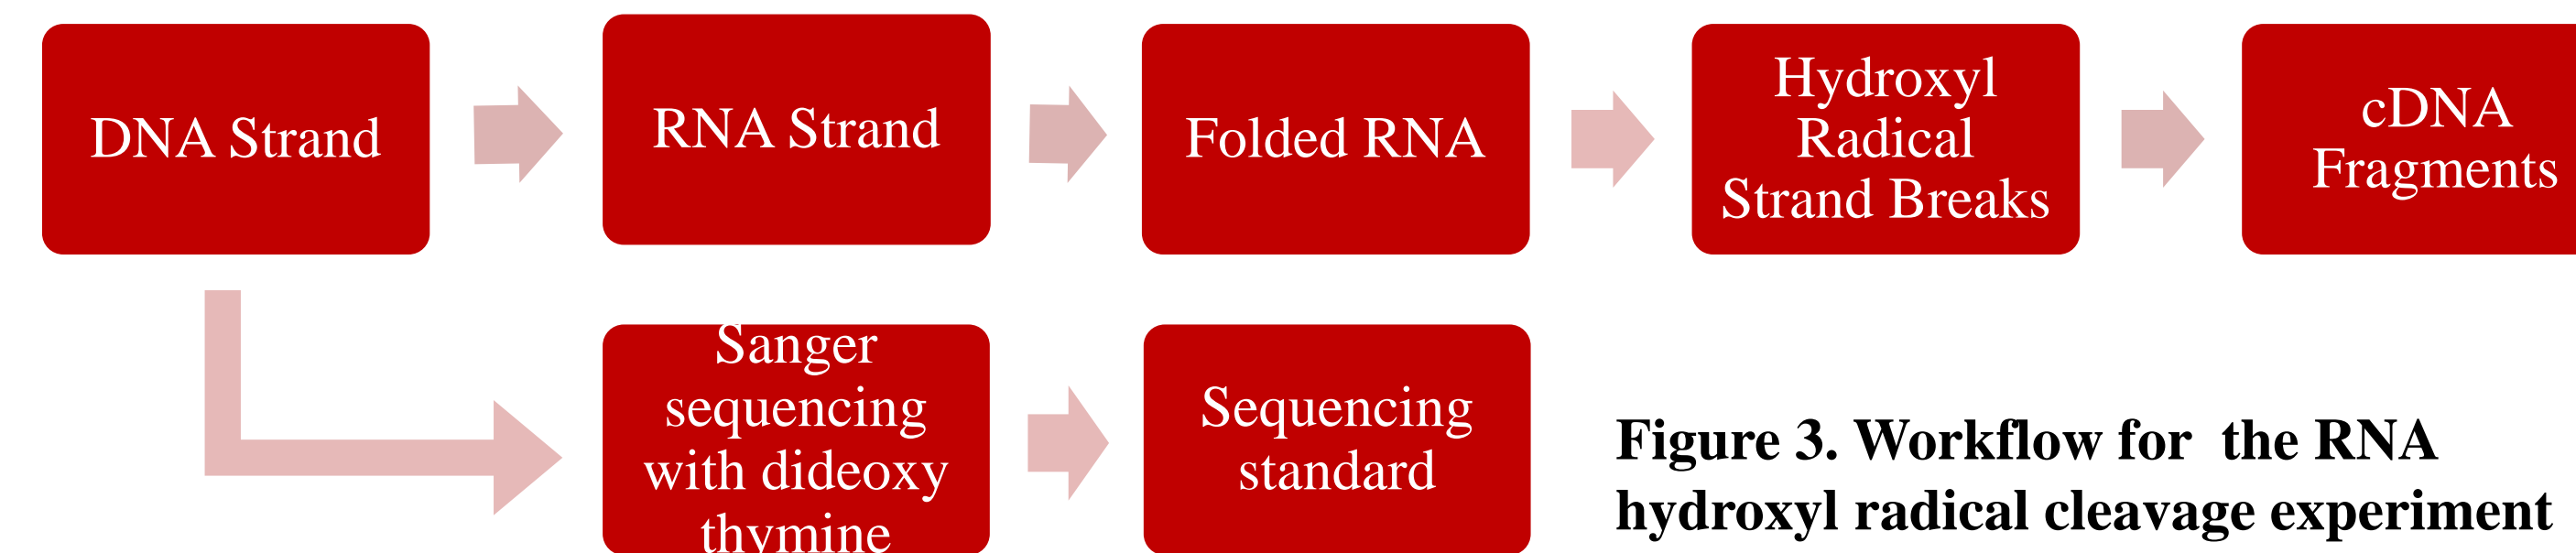 DNA Strand
RNA Strand
Folded RNA
Hydroxyl
Radical
Strand Breaks
cDNA
Fragments
Sanger
sequencing
with dideoxy
thymine
Sequencing
standard
Figure 3. Workflow for  the RNA
hydroxyl radical cleavage experiment